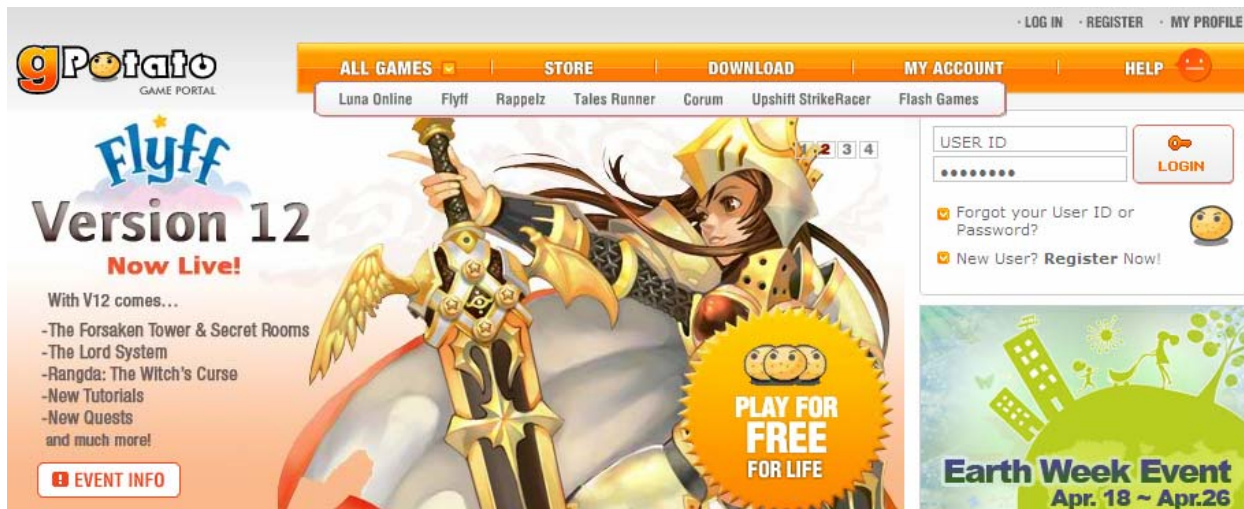 · LOG IN · REGISTER · MY PROFILE
gPotato
GAME PORTAL
ALL GAMES STORE DOWNLOAD MY ACCOUNT HELP
Luna Online Flyff Rappelz Tales Runner Corum Upshift StrikeRacer Flash Games
Flyff
Version 12
Now Live!
With V12 comes...
-The Forsaken Tower & Secret Rooms
-The Lord System
-Rangda: The Witch's Curse
-New Tutorials
-New Quests
and much more!
! EVENT INFO
1 2 3 4
PLAY FOR
FREE
FOR LIFE
USER ID
LOGIN
Forgot your User ID or
Password?
New User? Register Now!
Earth Week Event
Apr. 18 ~ Apr.26